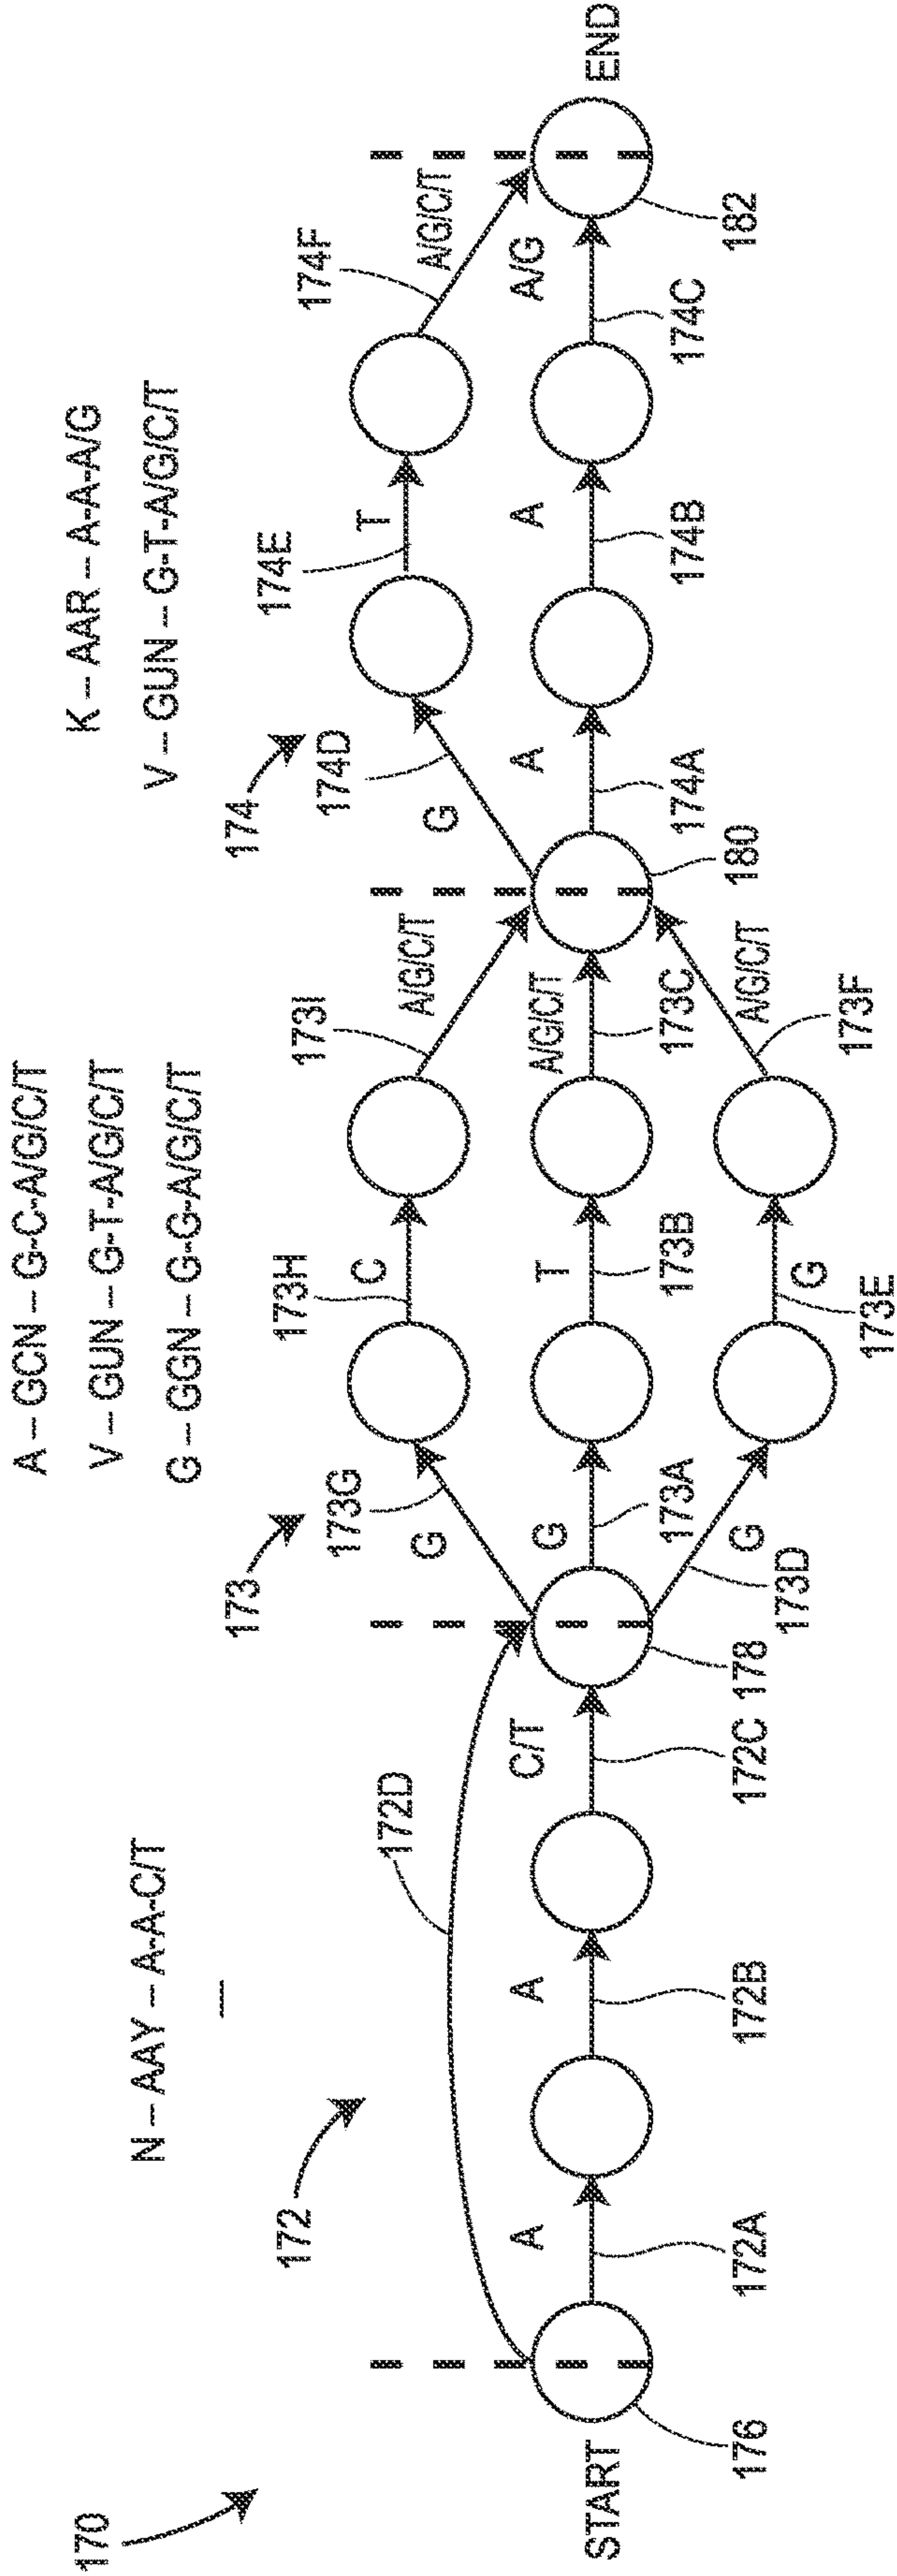 170
START
176
172
N – AAY – A-A-C/T
–
172A
A
172B
A
172C
C/T
172D
178
173
A – GCN – G-C-A/G/C/T
V – GUN – G-T-A/G/C/T
G – GGN – G-G-A/G/C/T
173G
G
173H
C
173I
A/G/C/T
173A
G
173B
T
173C
A/G/C/T
173D
G
173E
G
173F
A/G/C/T
180
174
K – AAR – A-A-A/G
V – GUN – G-T-A/G/C/T
174D
G
174E
T
174F
A/G/C/T
174A
A
174B
A
174C
A/G
182
END